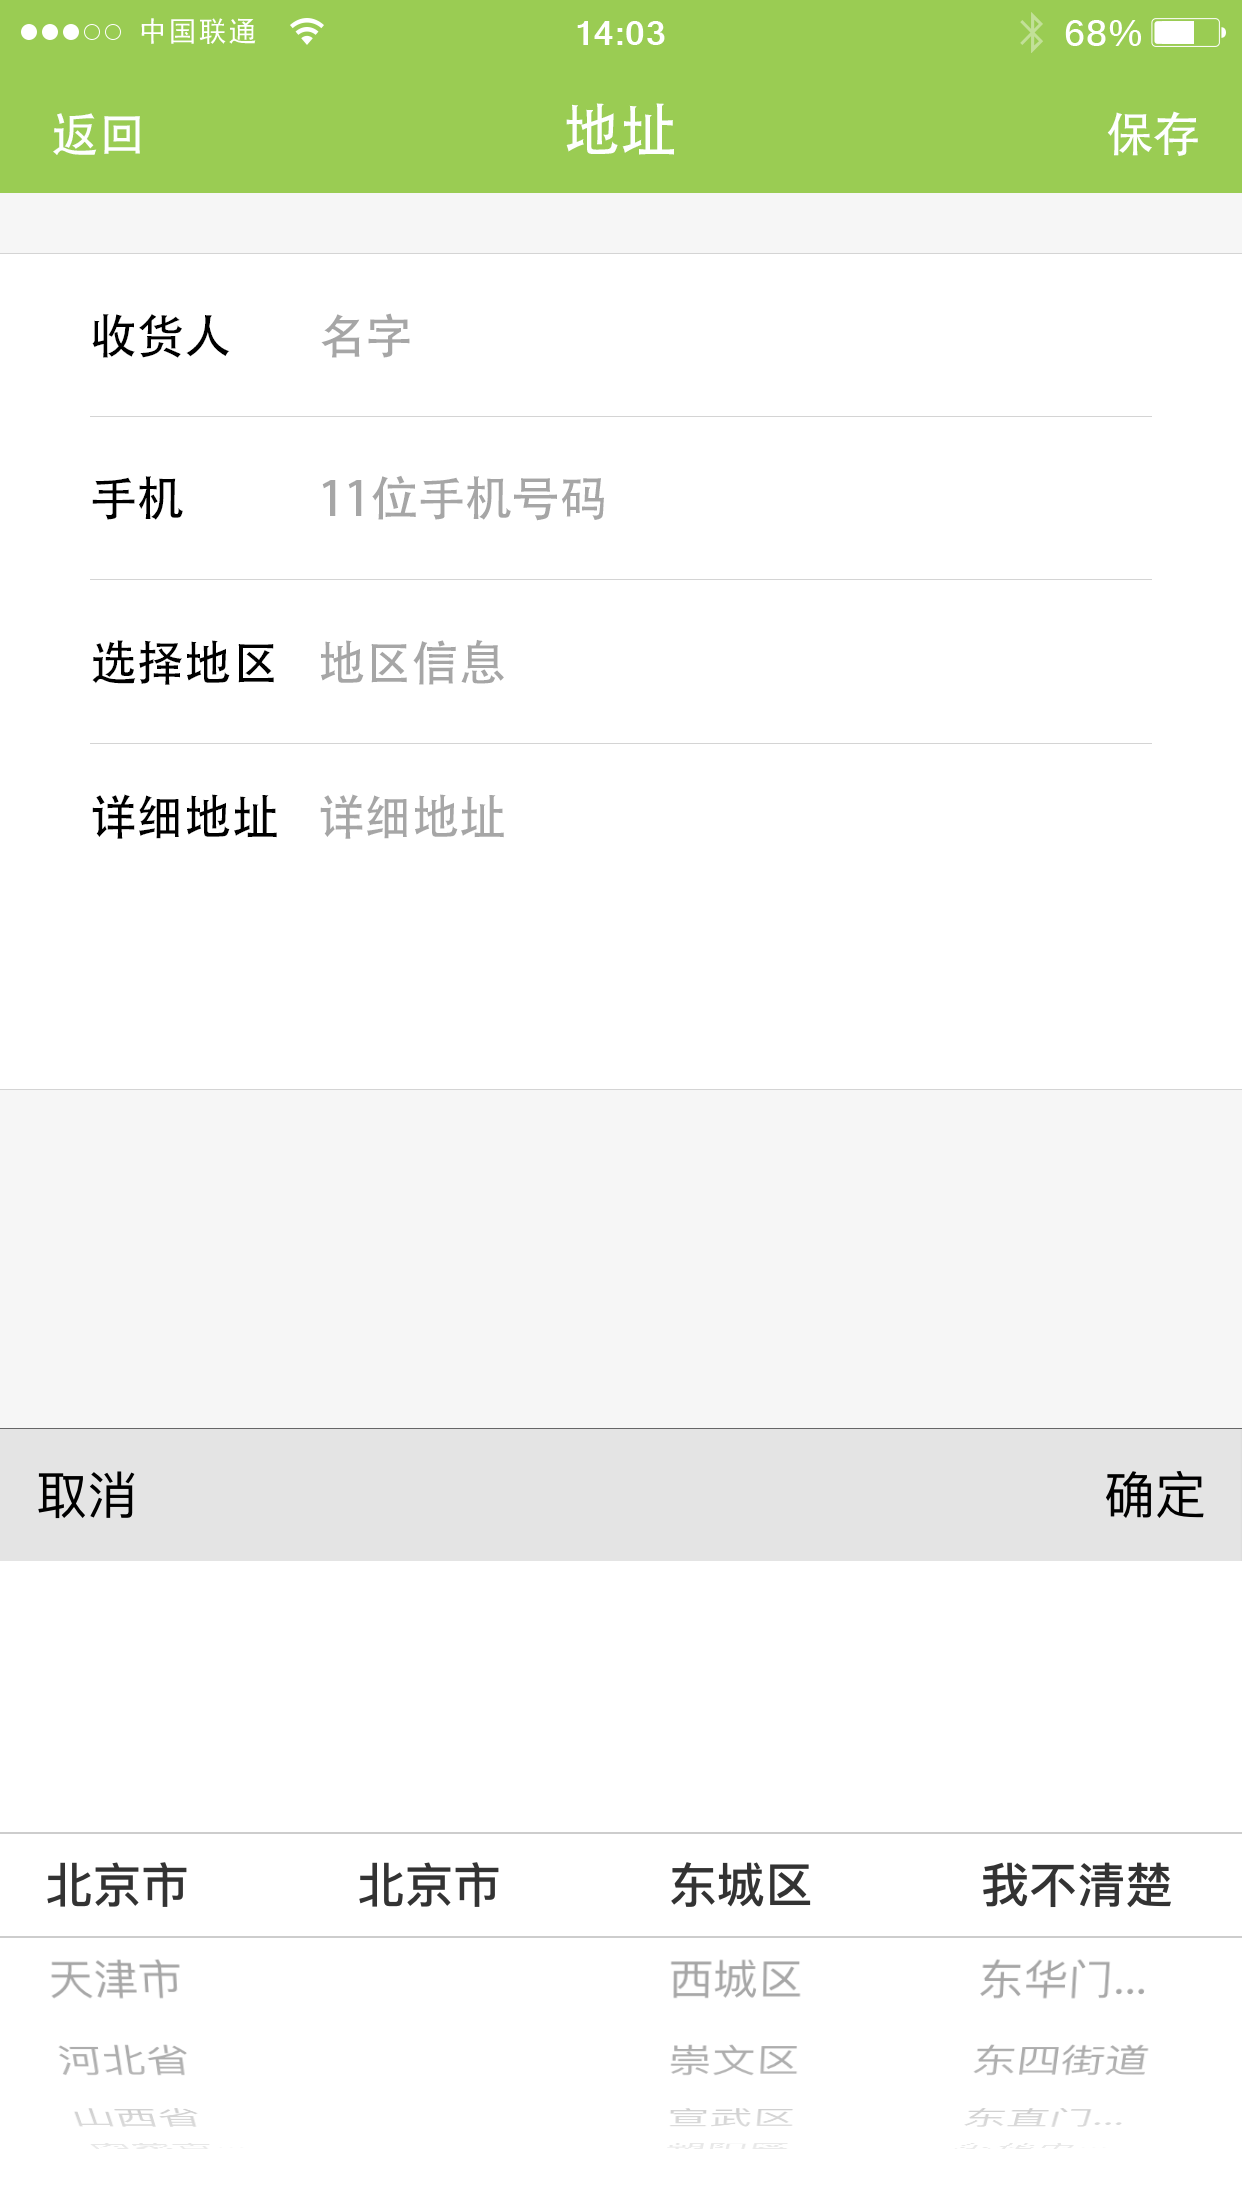 中国联通 14:03 68%
返回 地址 保存
收货人 名字
手机 11位手机号码
选择地区 地区信息
详细地址 详细地址
取消 确定
北京市 北京市 东城区 我不清楚
天津市 西城区 东华门...
河北省 崇文区 东四街道
山西省 宣武区 东直门...